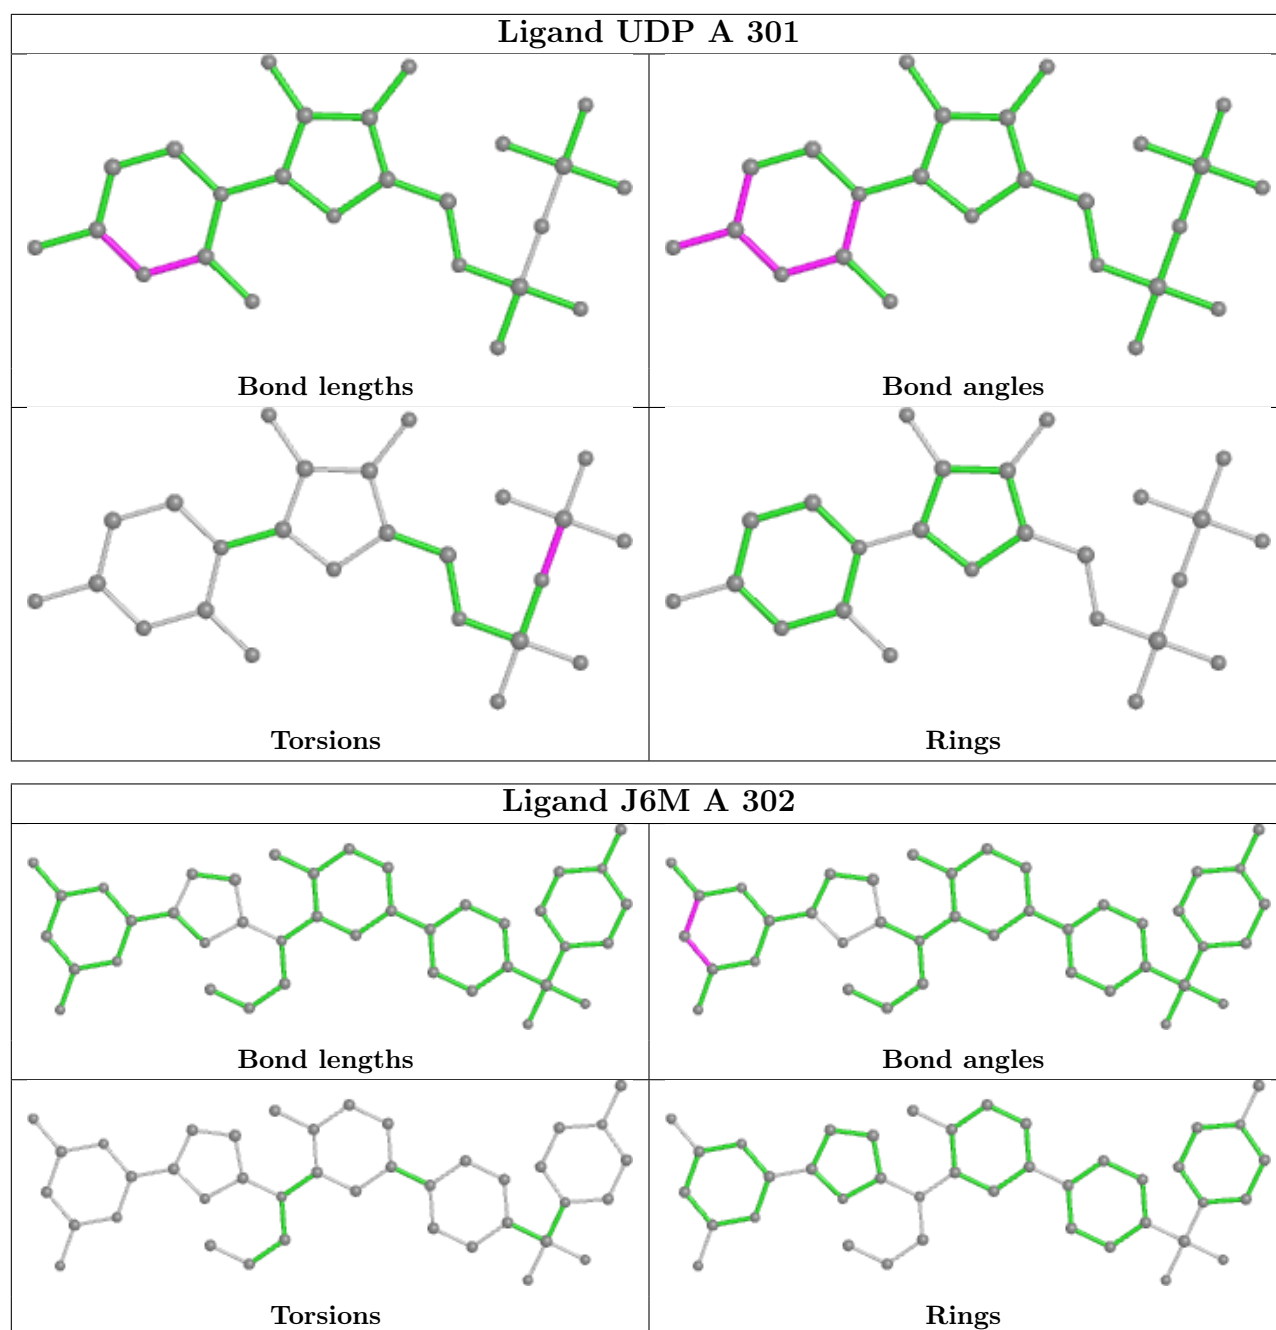 Ligand UDP A 301
Bond lengths
Bond angles
Torsions
Rings
Ligand J6M A 302
Bond lengths
Bond angles
Torsions
Rings